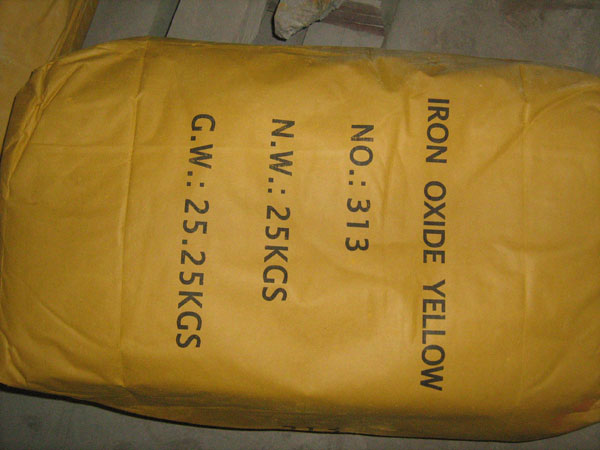 IRON OXIDE YELLOW
NO.: 313
N.W.: 25KGS
G.W.: 25.25KGS